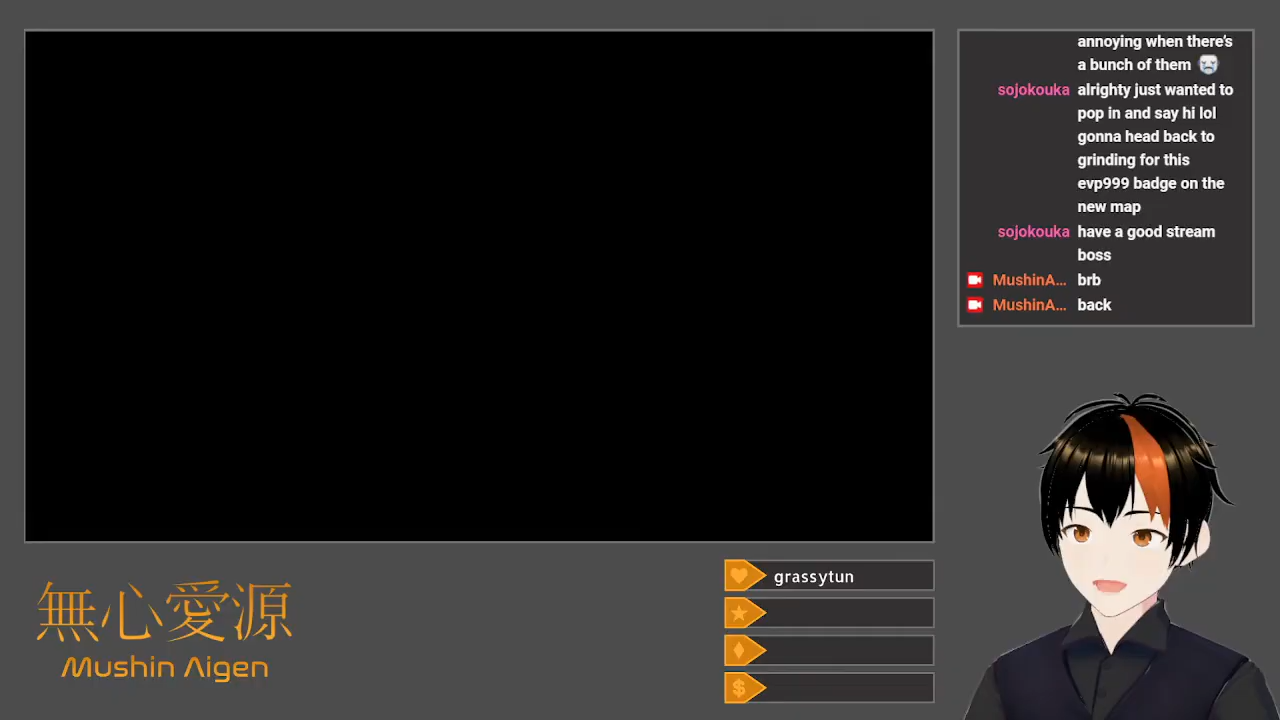 annoying when there's
a bunch of them
sojokouka alrighty just wanted to
pop in and say hi lol
gonna head back to
grinding for this
evp999 badge on the
new map
sojokouka have a good stream
boss
MushinA... brb
MushinA... back
grassytun
無心愛源
Mushin Aigen
$